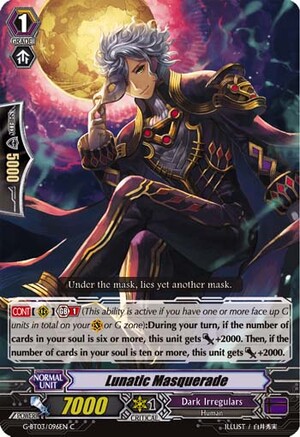 1
GRADE
5000
Under the mask, lies yet another mask.
CONT [ ] GB 1 (This ability is active if you have one or more face up G
units in total on your or G zone):During your turn, if the number of
cards in your soul is six or more, this unit gets +2000. Then, if the
number of cards in your soul is ten or more, this unit gets +2000.
NORMAL
UNIT
Lunatic Masquerade
POWER
7000
1
CRITICAL
Dark Irregulars
Human
G-BT03/096EN C
ILLUST / 白井秀実